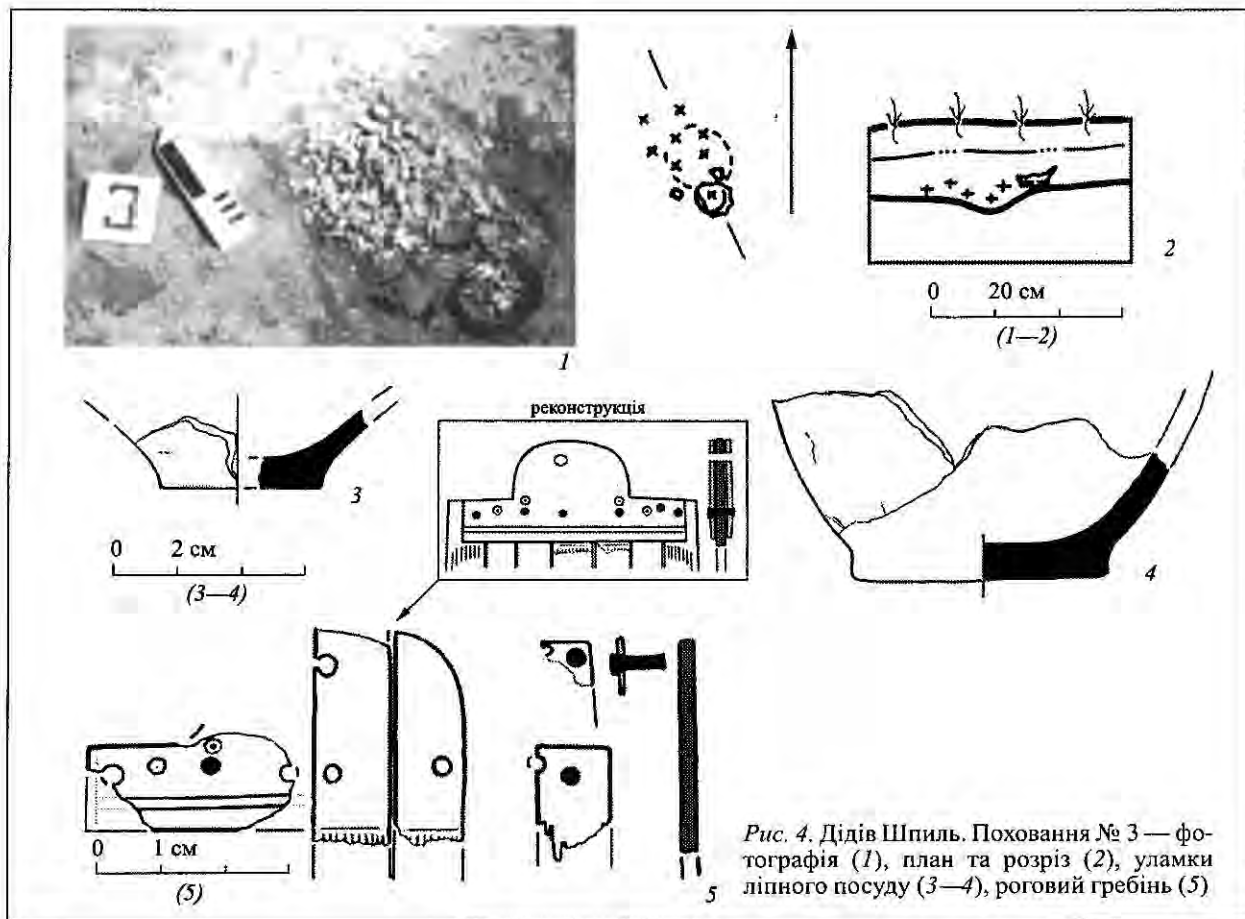 1
0 20 см
(1—2)
2
3
0 2 см
(3—4)
реконструкція
4
0 1 см
(5)
5
Рис. 4. Дідів Шпиль. Поховання № 3 — фо-
тографія (1), план та розріз (2), уламки
ліпного посуду (3—4), роговий гребінь (5)